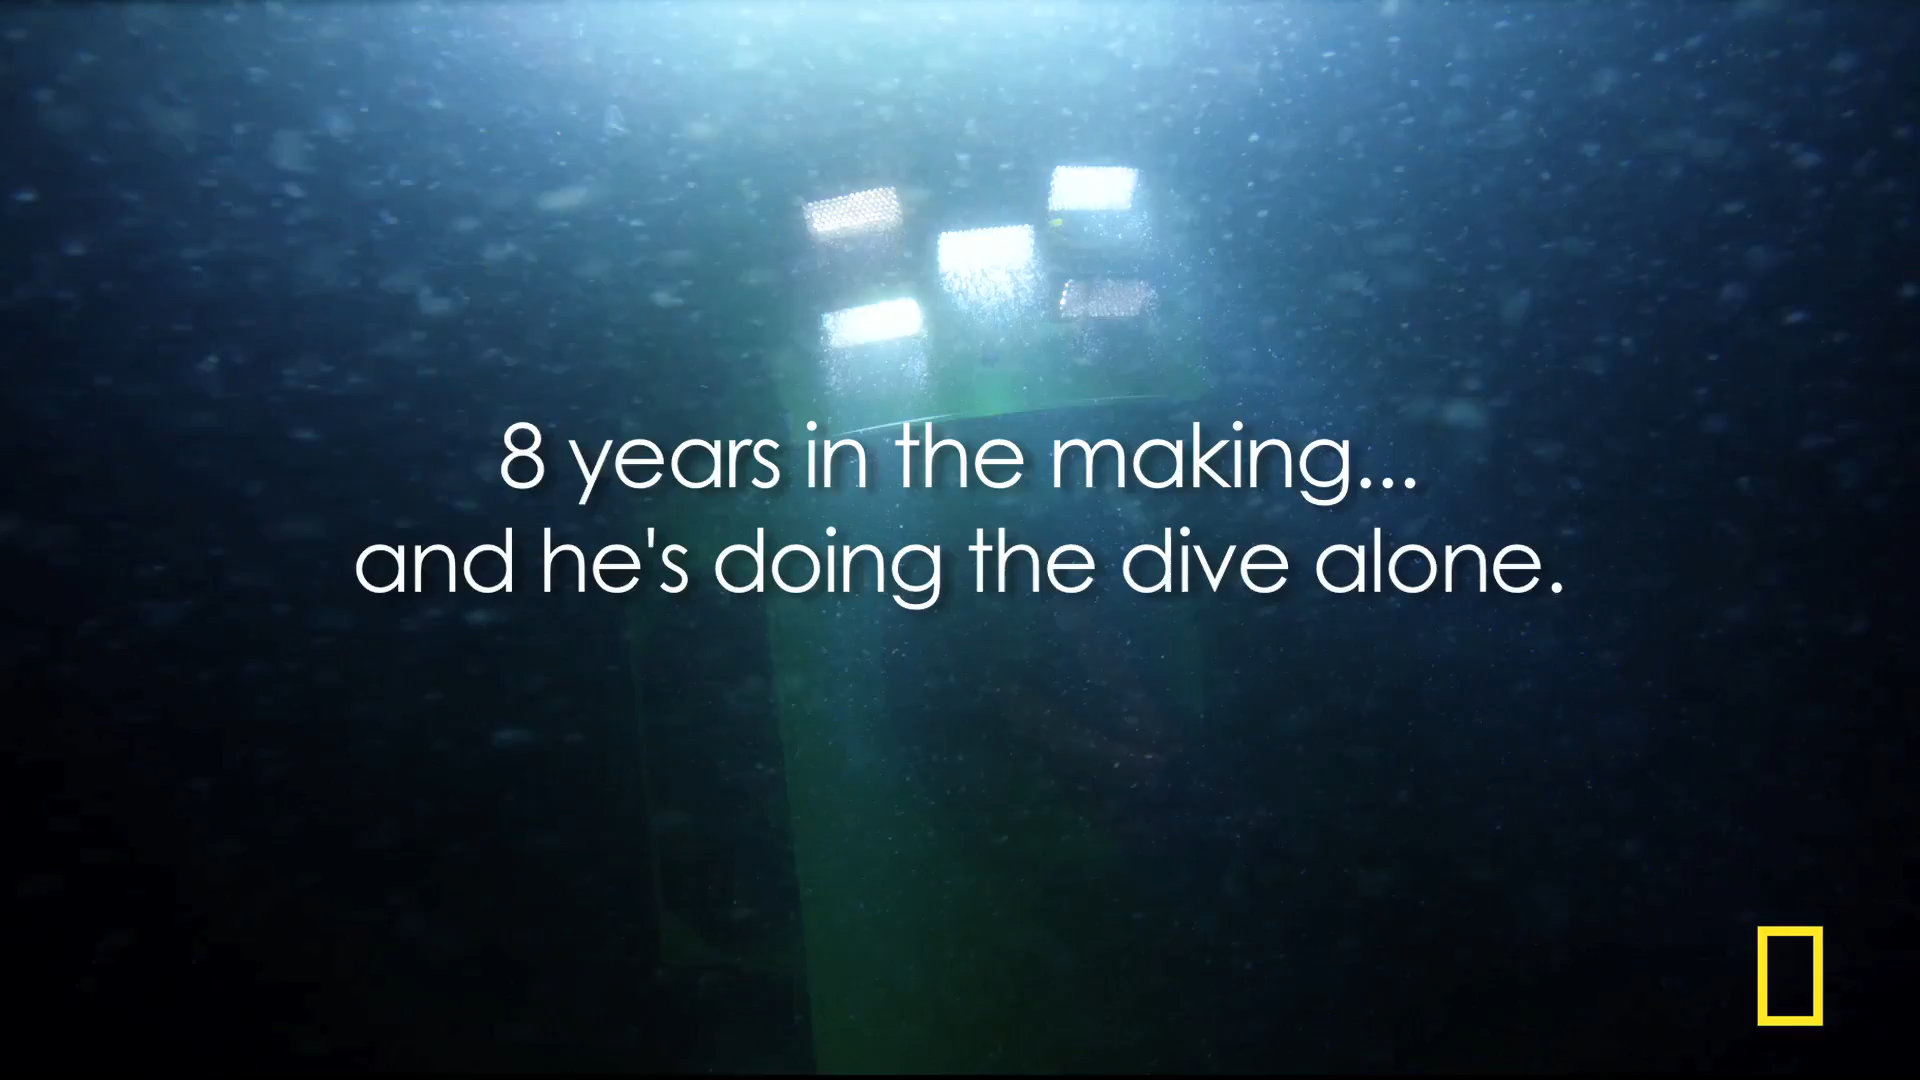 8 years in the making...
and he's doing the dive alone.